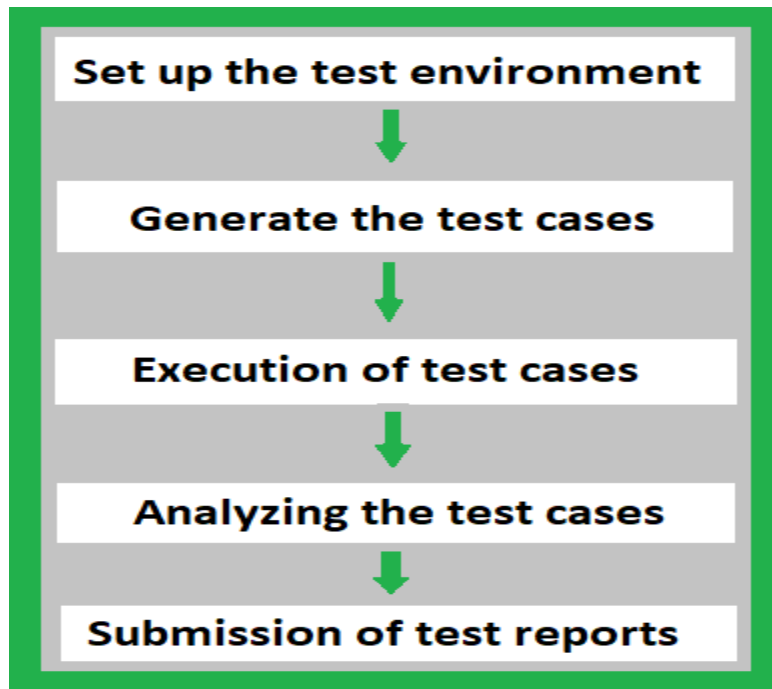 Set up the test environment
Generate the test cases
Execution of test cases
Analyzing the test cases
Submission of test reports